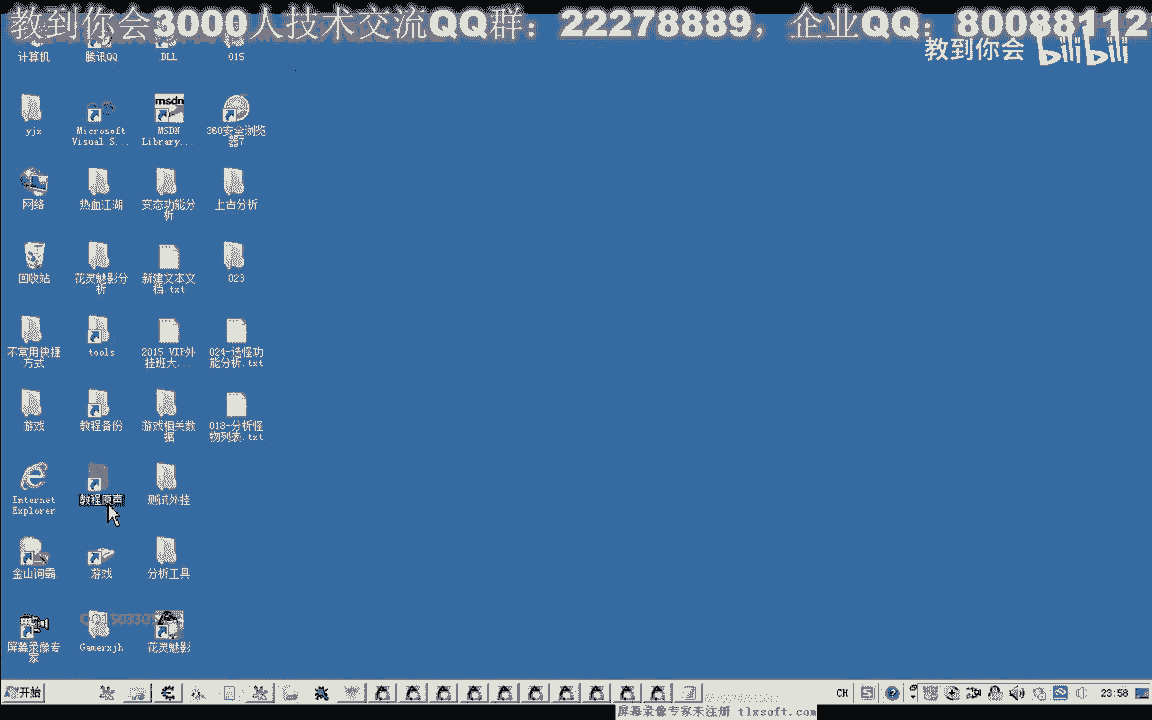 教到你会3000人技术交流QQ群：22278889，企业QQ：800881121
教到你会 bilibili
计算机
腾讯QQ
DLL
015
yjx
Microsoft
Visual S...
MSDN
Library...
360安全浏览
器7
网络
热血江湖
变态功能分
析
上古分析
回收站
花灵魅影分
析
新建文本文
档.txt
023
不常用快捷
方式
tools
2015 VIP外
挂班大...
024-诱怪功
能分析.txt
游戏
教程备份
游戏相关数
据
018-分析怪
物列表.txt
Internet
Explorer
教程原声
测试外挂
金山词霸
游戏
分析工具
屏幕录像专
家
Gamerxjh
花灵魅影
开始
CH
23:58
屏幕录像专家未注册 tlxsoft.com